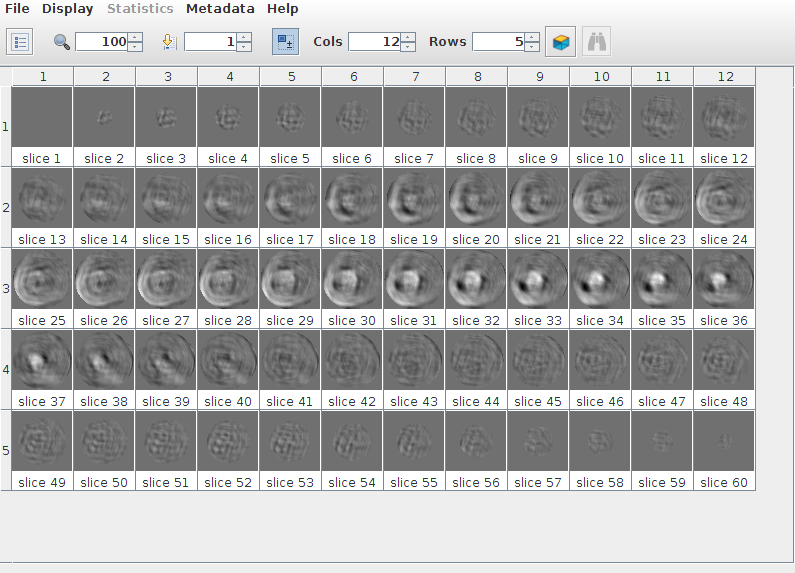 File Display Statistics Metadata Help
100 1 Cols 12 Rows 5
1 2 3 4 5 6 7 8 9 10 11 12
1
slice 1 slice 2 slice 3 slice 4 slice 5 slice 6 slice 7 slice 8 slice 9 slice 10 slice 11 slice 12
2
slice 13 slice 14 slice 15 slice 16 slice 17 slice 18 slice 19 slice 20 slice 21 slice 22 slice 23 slice 24
3
slice 25 slice 26 slice 27 slice 28 slice 29 slice 30 slice 31 slice 32 slice 33 slice 34 slice 35 slice 36
4
slice 37 slice 38 slice 39 slice 40 slice 41 slice 42 slice 43 slice 44 slice 45 slice 46 slice 47 slice 48
5
slice 49 slice 50 slice 51 slice 52 slice 53 slice 54 slice 55 slice 56 slice 57 slice 58 slice 59 slice 60